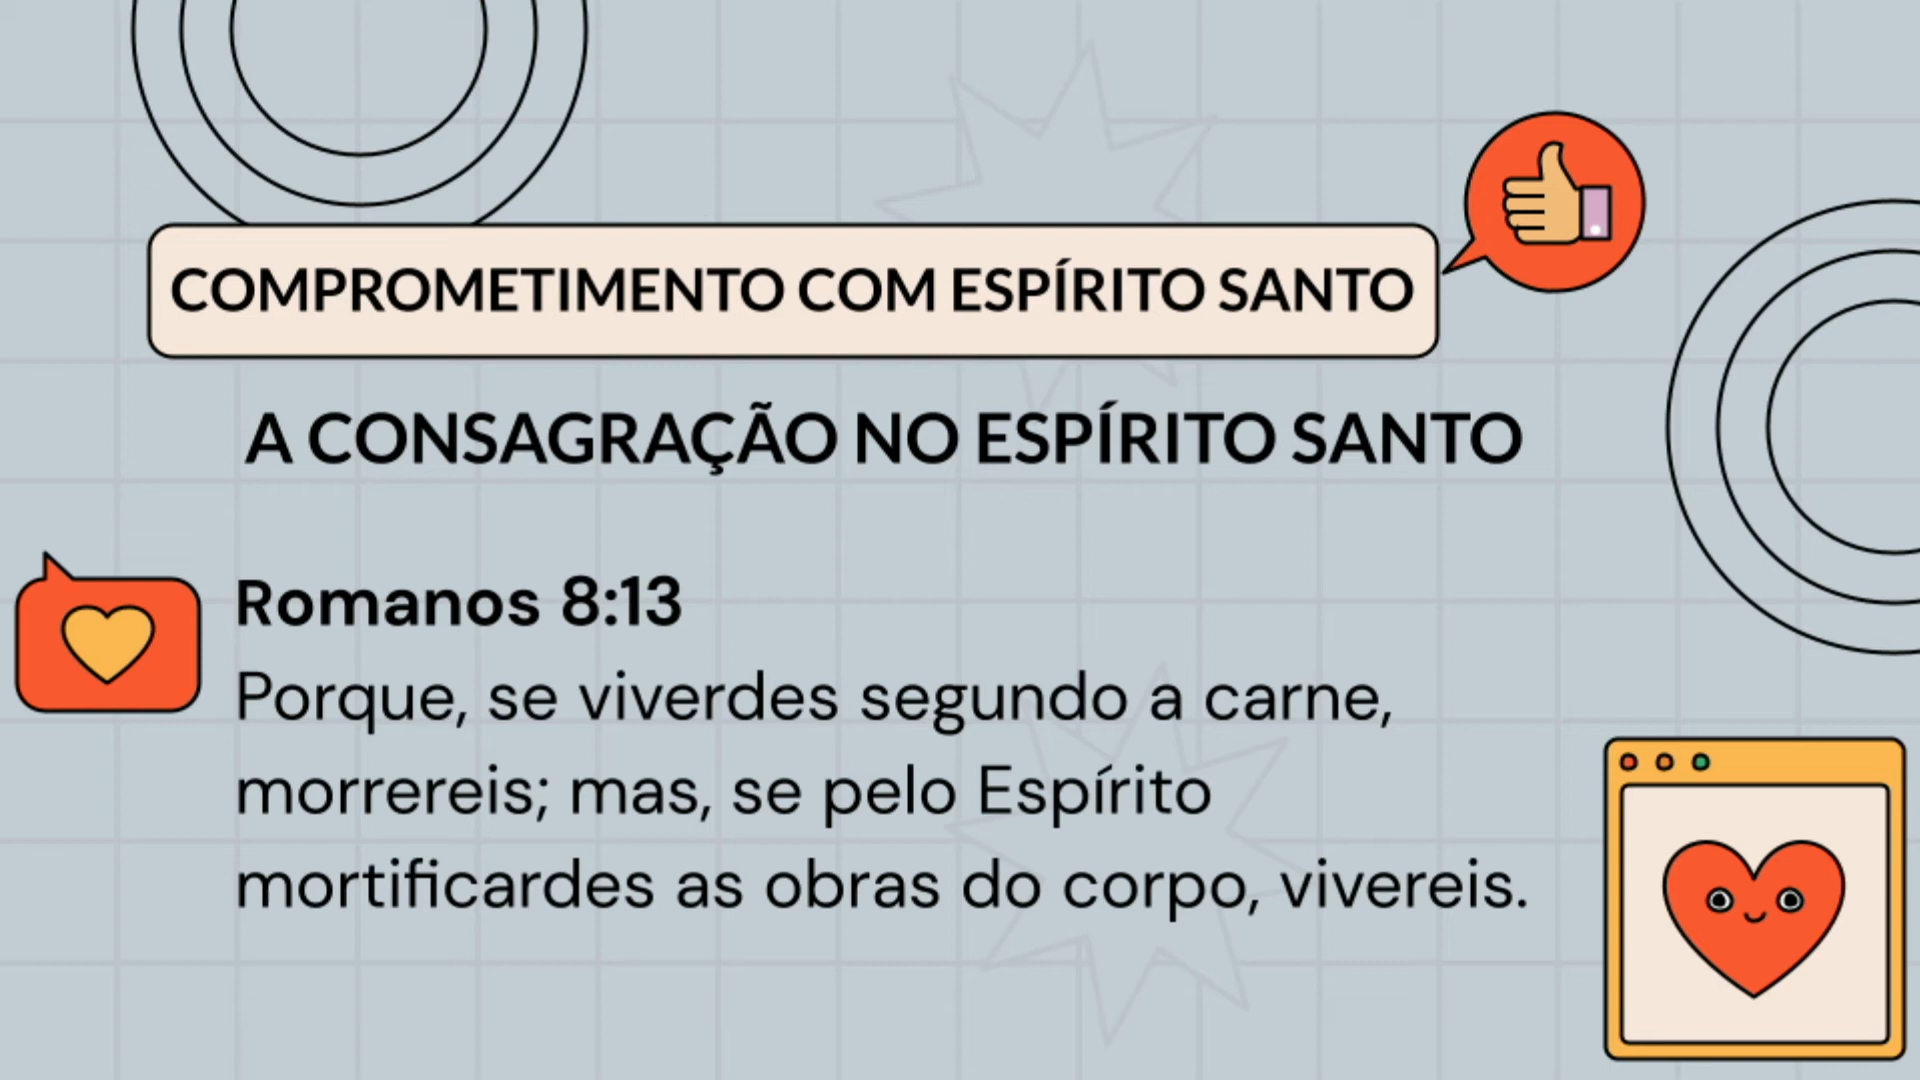 COMPROMETIMENTO COM ESPÍRITO SANTO
A CONSAGRAÇÃO NO ESPÍRITO SANTO
Romanos 8:13
Porque, se viverdes segundo a carne,
morrereis; mas, se pelo Espírito
mortificardes as obras do corpo, vivereis.